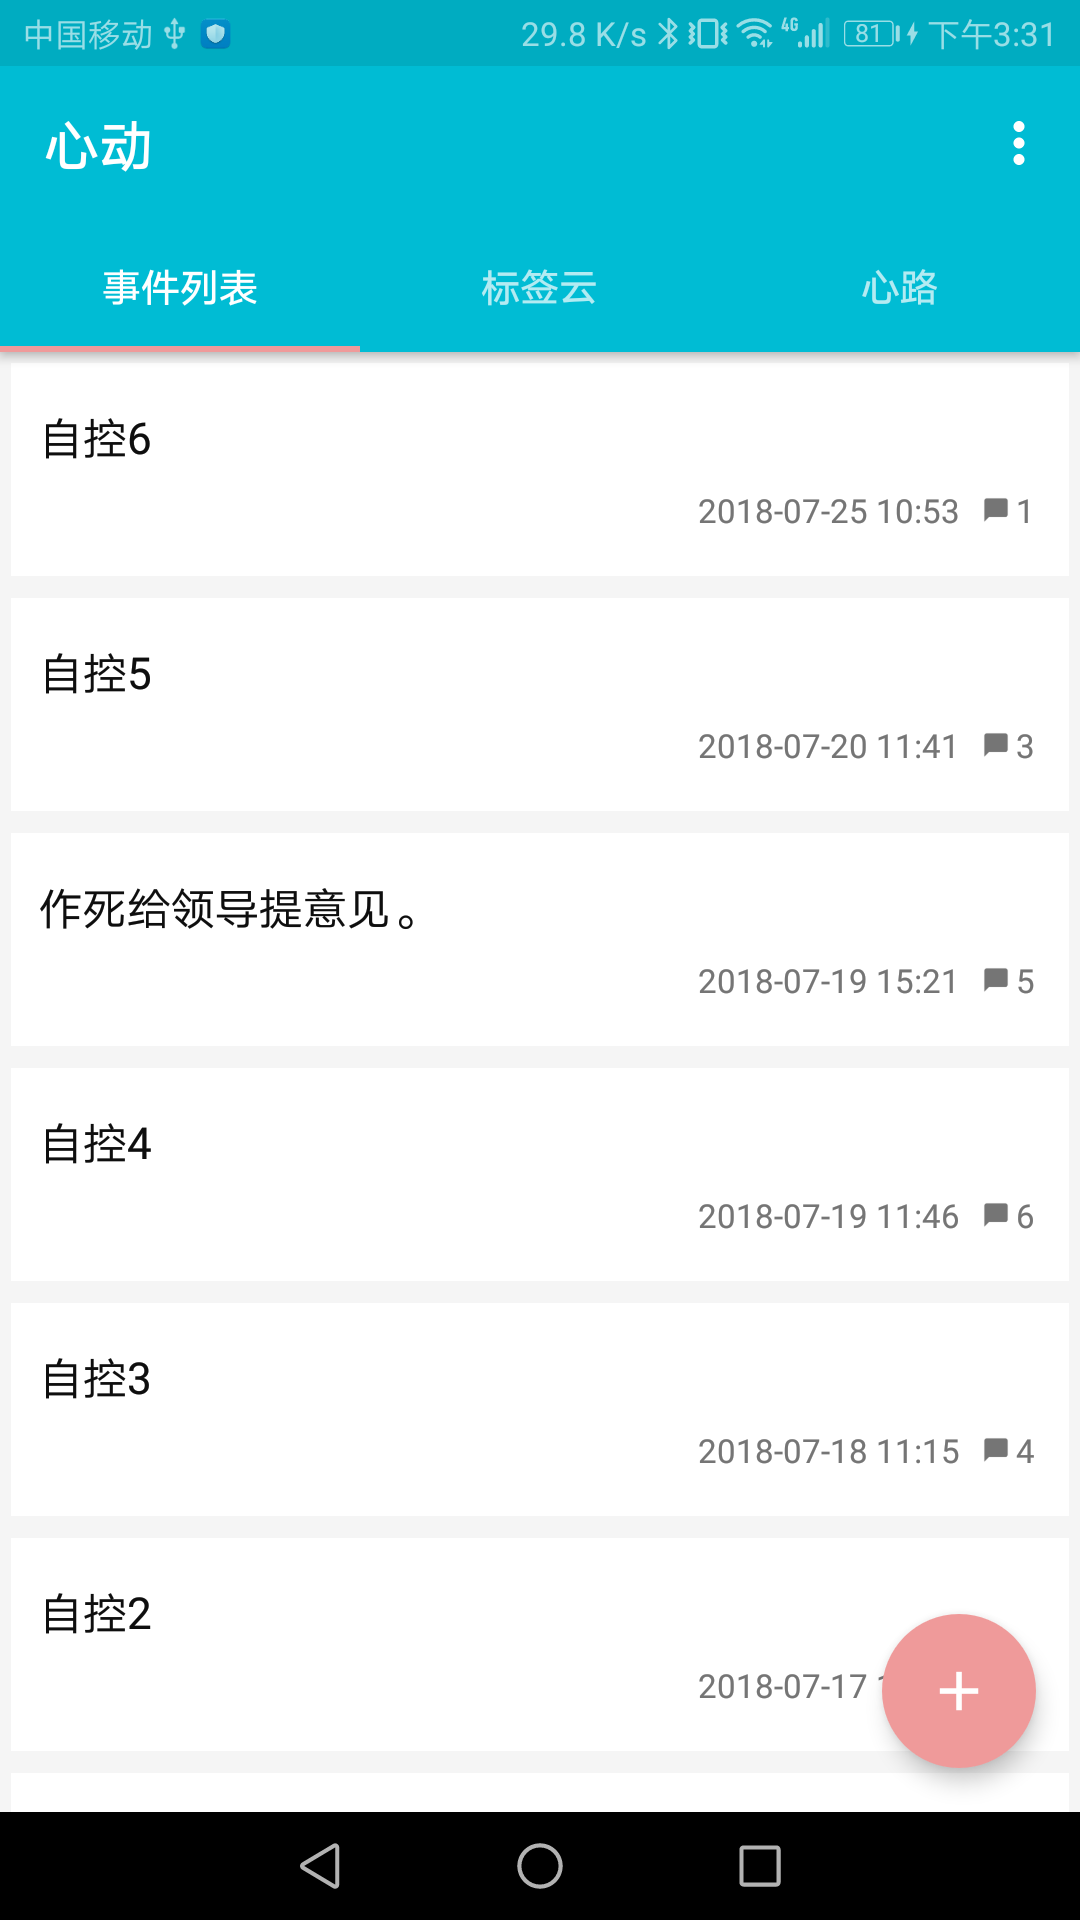 中国移动 29.8 K/s 4G 81 下午3:31
心动
事件列表 标签云 心路
自控6
2018-07-25 10:53 1
自控5
2018-07-20 11:41 3
作死给领导提意见。
2018-07-19 15:21 5
自控4
2018-07-19 11:46 6
自控3
2018-07-18 11:15 4
自控2
2018-07-17